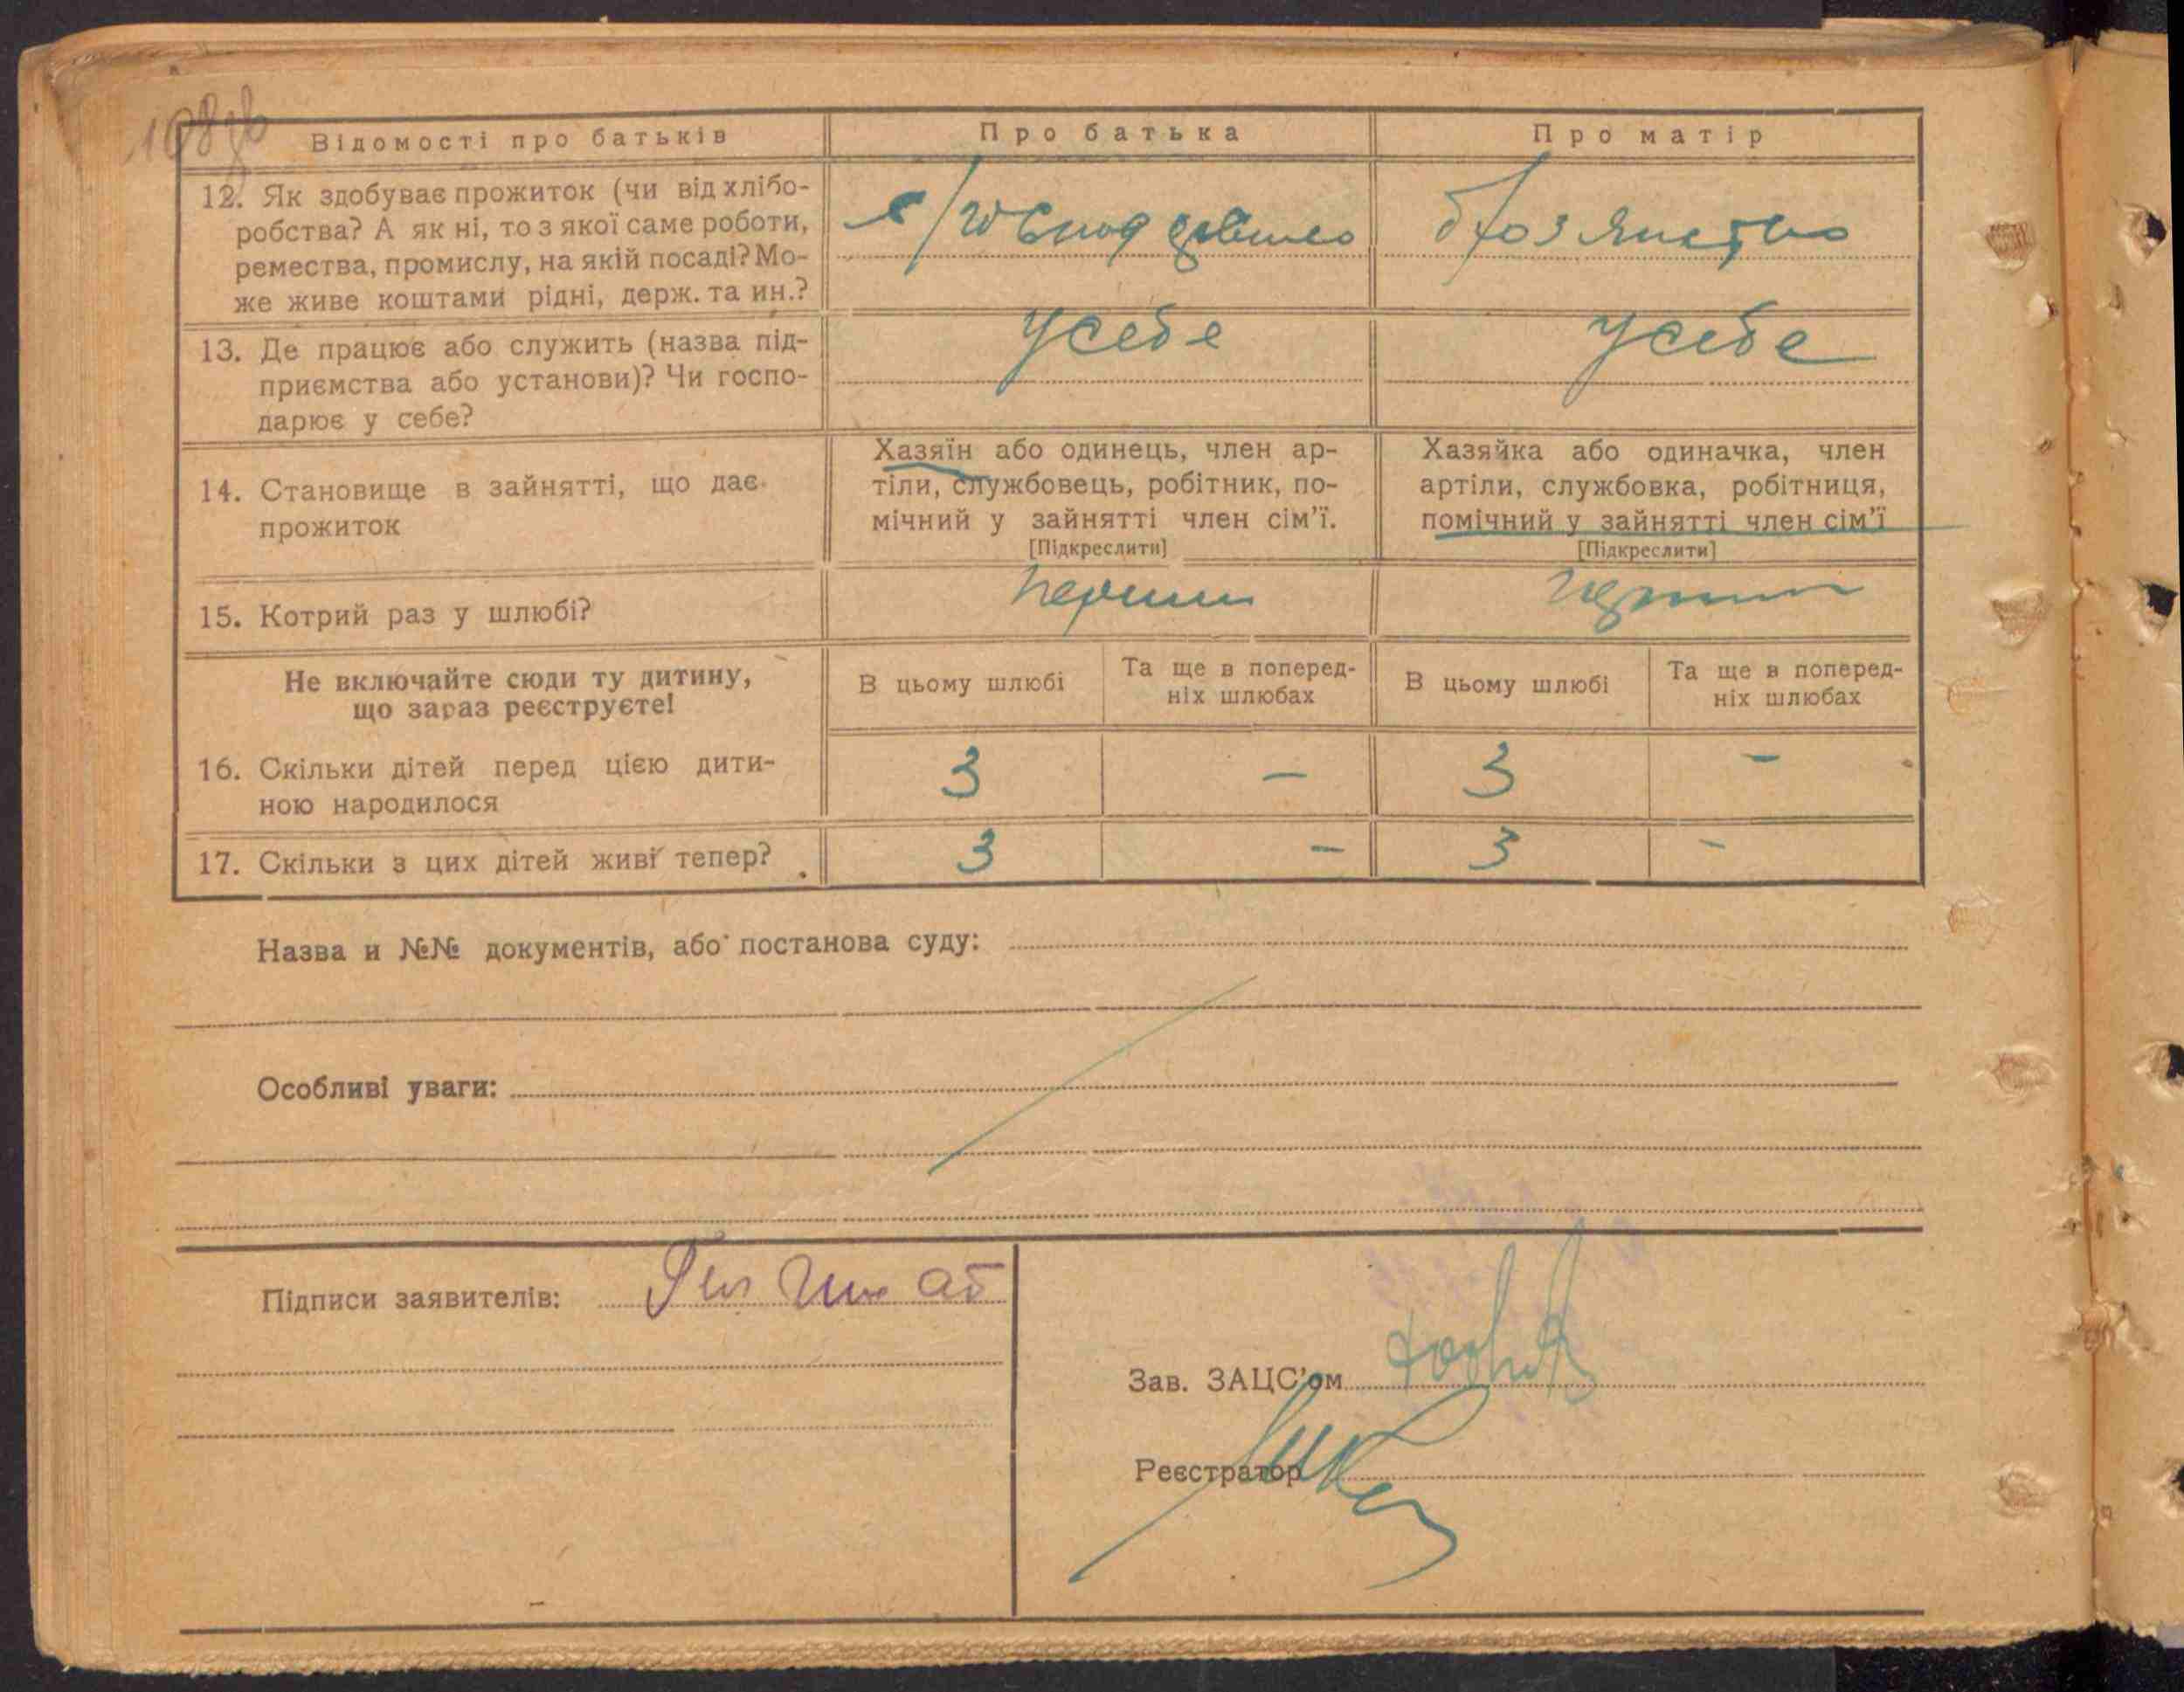 198зв
Відомості про батьків
Про батька
Про матір
12. Як здобуває прожиток (чи від хлібо-
робства? А як ні, то з якої саме роботи,
ремества, промислу, на якій посаді? Мо-
же живе коштами рідні, держ. та ин.?
13. Де працює або служить (назва під-
приємства або установи)? Чи госпо-
дарює у себе?
усебе
усебе
14. Становище в зайнятті, що дає
прожиток
Хазяїн або одинець, член ар-
тіли, службовець, робітник, по-
мічний у зайнятті член сім'ї.
[Підкреслити]
Хазяйка або одиначка, член
артіли, службовка, робітниця,
помічний у зайнятті член сім'ї
[Підкреслити]
15. Котрий раз у шлюбі?
перший
перший
Не включайте сюди ту дитину,
що зараз реєструєте!
В цьому шлюбі
Та ще в поперед-
ніх шлюбах
В цьому шлюбі
Та ще в поперед-
ніх шлюбах
16. Скільки дітей перед цією дити-
ною народилося
3 – 3 –
17. Скільки з цих дітей живі тепер?
3 – 3 –
Назва и №№ документів, або постанова суду:
Особливі уваги:
Підписи заявителів:
Зав. ЗАЦС'ом
Реєстратор